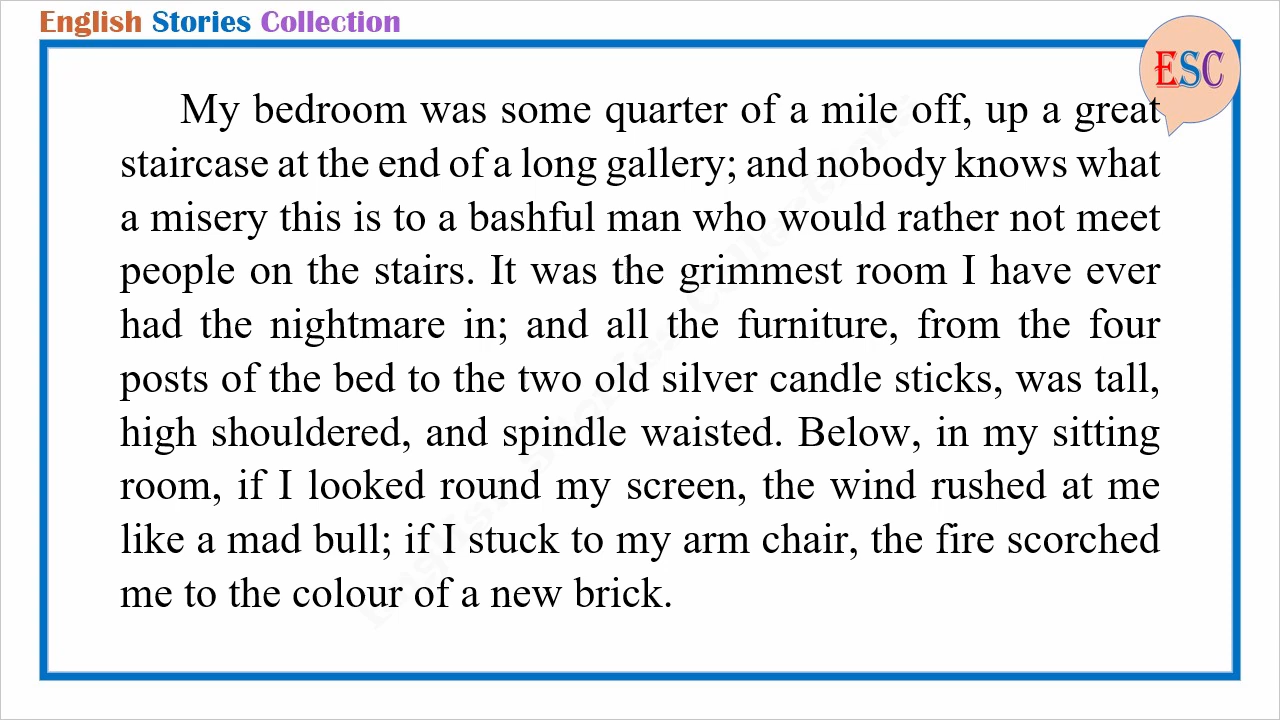 English Stories Collection
ESC
My bedroom was some quarter of a mile off, up a great
staircase at the end of a long gallery; and nobody knows what
a misery this is to a bashful man who would rather not meet
people on the stairs. It was the grimmest room I have ever
had the nightmare in; and all the furniture, from the four
posts of the bed to the two old silver candle sticks, was tall,
high shouldered, and spindle waisted. Below, in my sitting
room, if I looked round my screen, the wind rushed at me
like a mad bull; if I stuck to my arm chair, the fire scorched
me to the colour of a new brick.